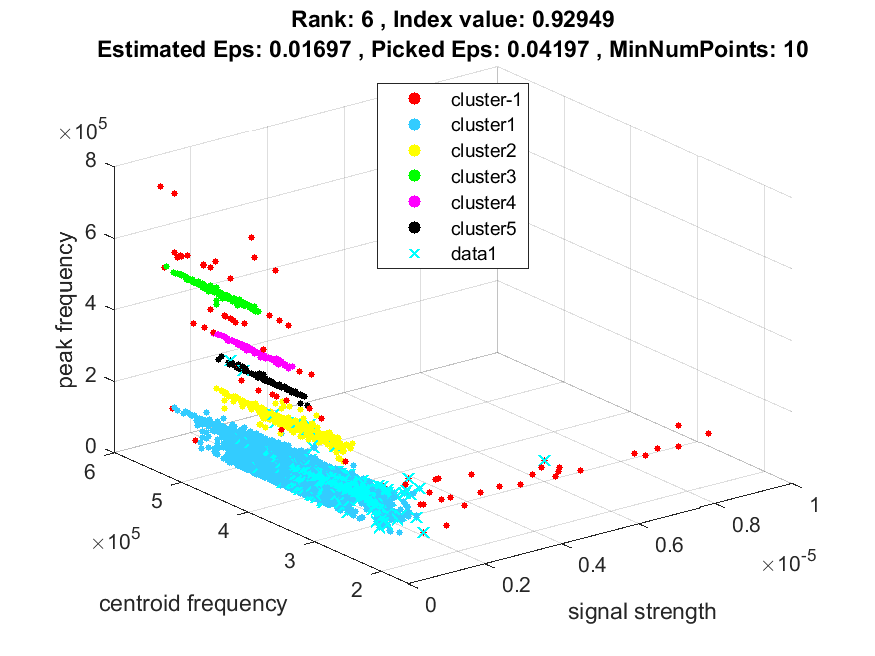 Rank: 6 , Index value: 0.92949
Estimated Eps: 0.01697 , Picked Eps: 0.04197 , MinNumPoints: 10
×10^5
8
6
4
2
0
peak frequency
cluster-1
cluster1
cluster2
cluster3
cluster4
cluster5
data1
6
5
4
3
2
×10^5
centroid frequency
0
0.2
0.4
0.6
0.8
1
×10^-5
signal strength